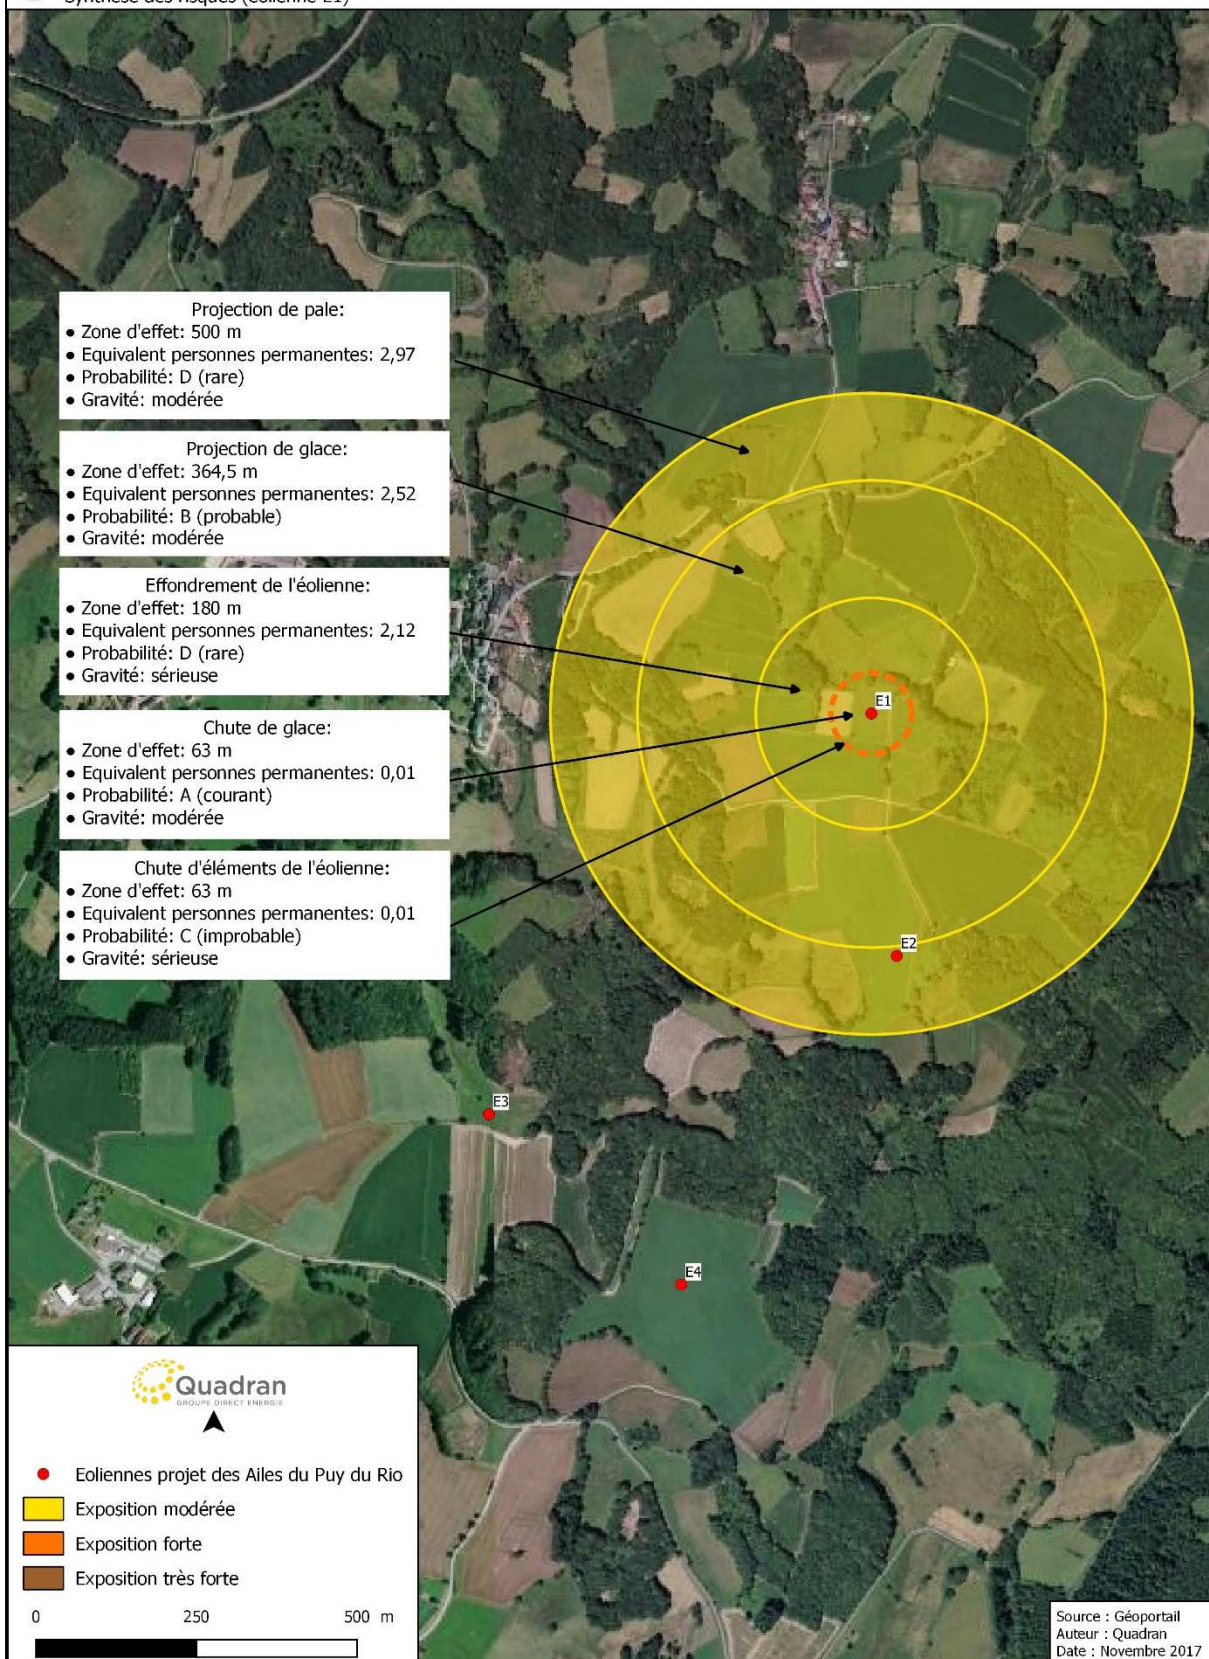 Synthèse des risques (éolienne E1)
Projection de pale:
• Zone d'effet: 500 m
• Equivalent personnes permanentes: 2,97
• Probabilité: D (rare)
• Gravité: modérée
Projection de glace:
• Zone d'effet: 364,5 m
• Equivalent personnes permanentes: 2,52
• Probabilité: B (probable)
• Gravité: modérée
Effondrement de l'éolienne:
• Zone d'effet: 180 m
• Equivalent personnes permanentes: 2,12
• Probabilité: D (rare)
• Gravité: sérieuse
Chute de glace:
• Zone d'effet: 63 m
• Equivalent personnes permanentes: 0,01
• Probabilité: A (courant)
• Gravité: modérée
Chute d'éléments de l'éolienne:
• Zone d'effet: 63 m
• Equivalent personnes permanentes: 0,01
• Probabilité: C (improbable)
• Gravité: sérieuse
E1
E2
E3
E4
Quadran
GROUPE DIRECT ENERGIE
Eoliennes projet des Ailes du Puy du Rio
Exposition modérée
Exposition forte
Exposition très forte
0 250 500 m
Source : Géoportail
Auteur : Quadran
Date : Novembre 2017